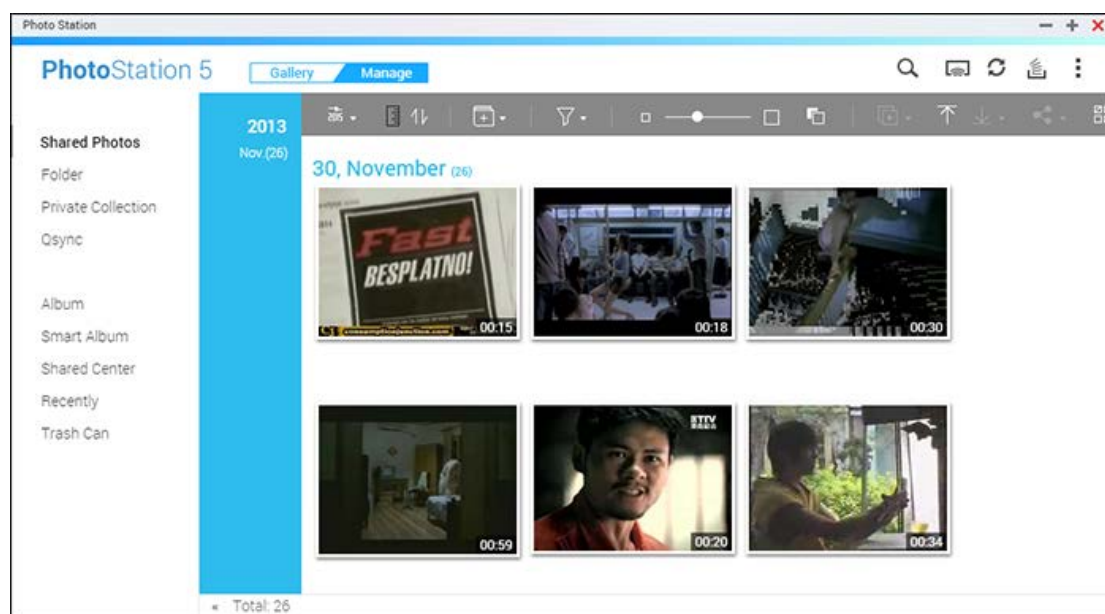 Photo Station
PhotoStation 5
Gallery
Manage
Shared Photos
Folder
Private Collection
Qsync
Album
Smart Album
Shared Center
Recently
Trash Can
2013
Nov.(26)
30, November (26)
Fast
BESPLATNO!
00:15
00:18
00:30
00:59
ETTV
00:20
00:34
« Total: 26